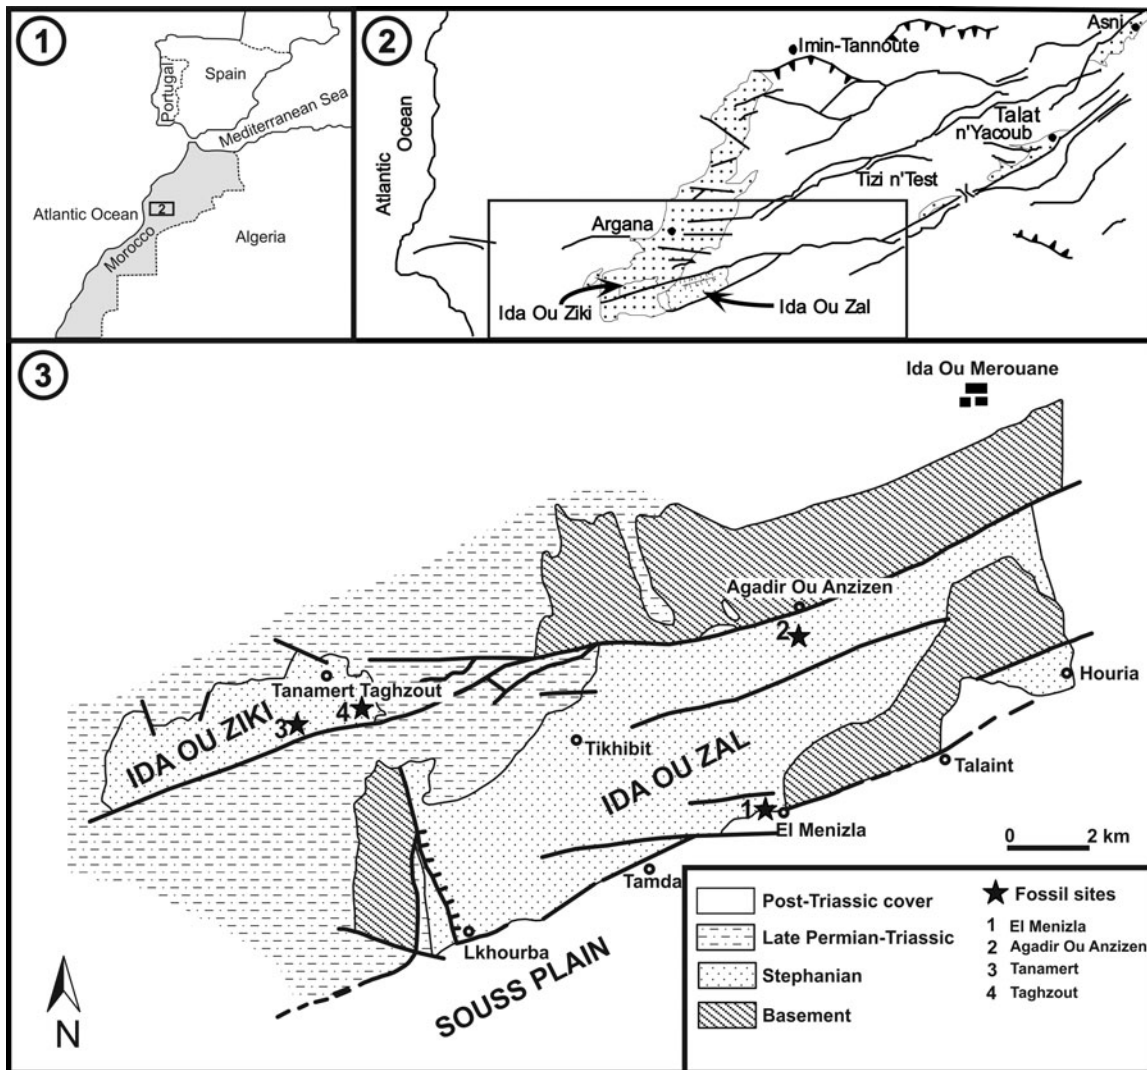 1
Portugal
Spain
Mediterranean Sea
Atlantic Ocean
2
Morocco
Algeria
2
Asni
Imin-Tannoute
Atlantic
Ocean
Talat
n'Yacoub
Tizi n'Test
Argana
Ida Ou Ziki
Ida Ou Zal
3
Ida Ou Merouane
Agadir Ou Anzizen
2
Houria
Tanamert Taghzout
4
3
IDA OU ZIKI
Tikhibit
IDA OU ZAL
Talaint
1
El Menizla
0 2 km
Tamda
Lkhourba
SOUSS PLAIN
N
Post-Triassic cover
Late Permian-Triassic
Stephanian
Basement
Fossil sites
1 El Menizla
2 Agadir Ou Anzizen
3 Tanamert
4 Taghzout